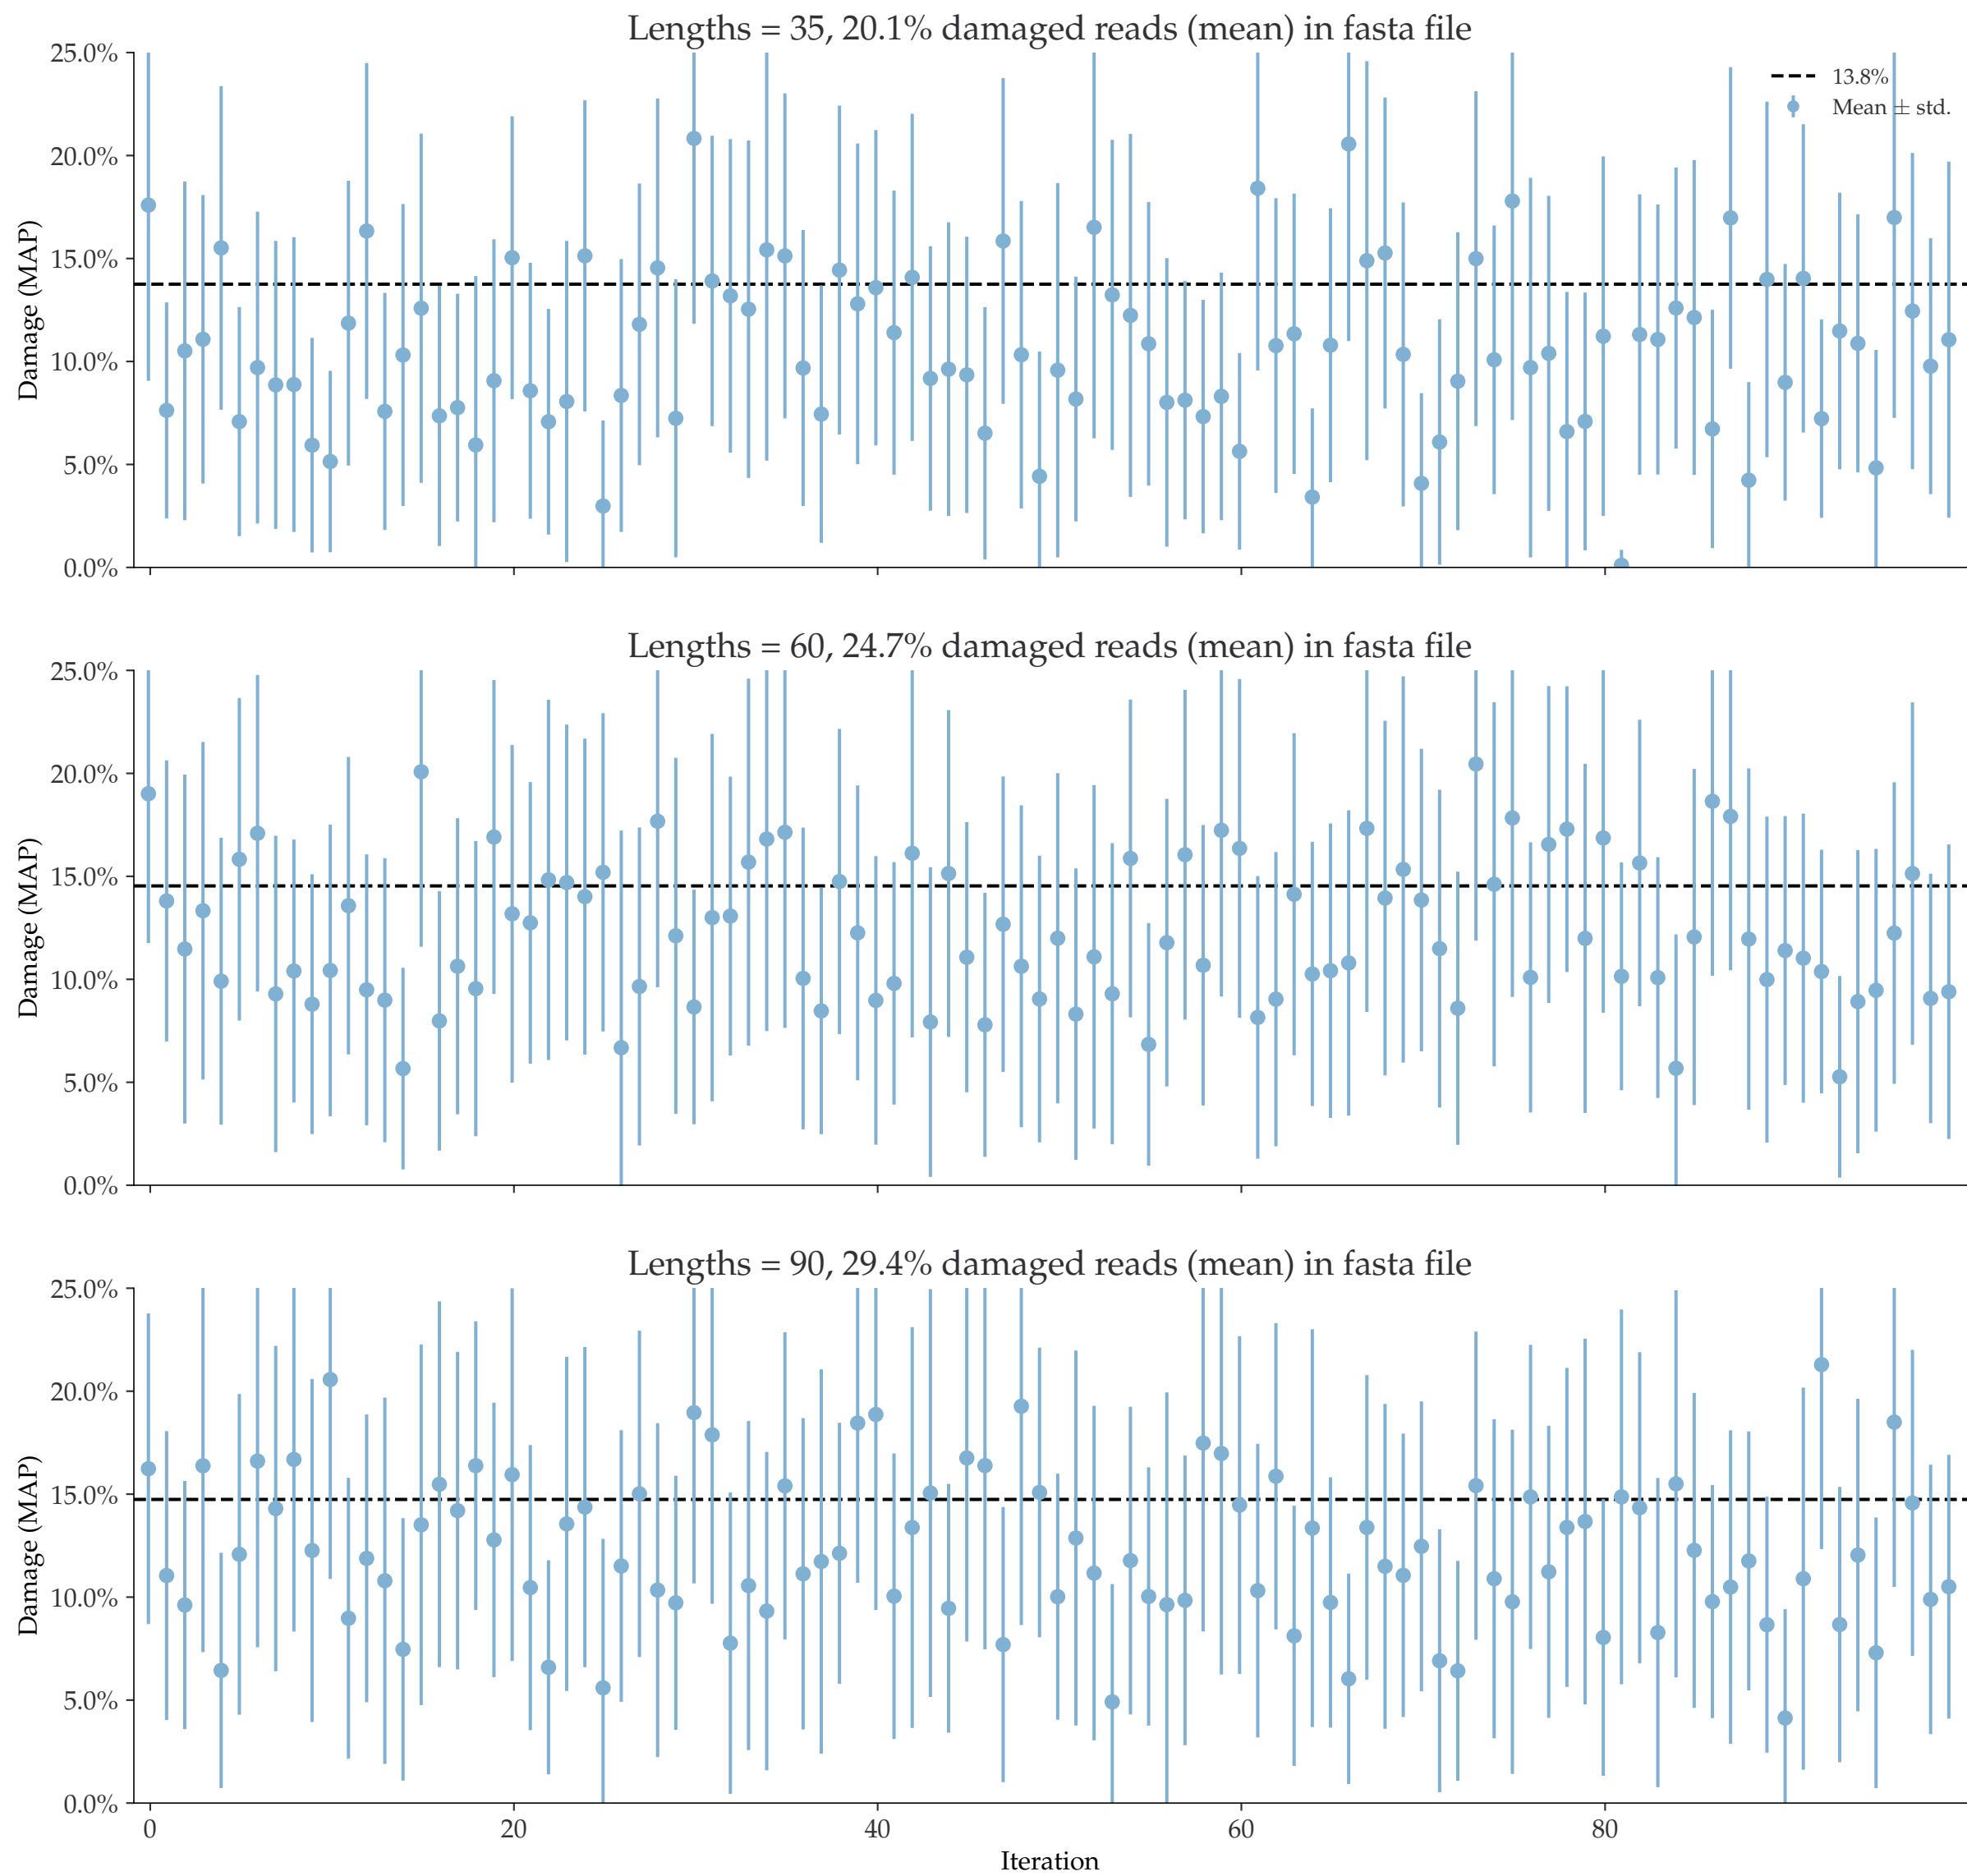 Lengths = 35, 20.1% damaged reads (mean) in fasta file
25.0%
20.0%
15.0%
10.0%
5.0%
0.0%
Damage (MAP)
13.8%
Mean ± std.
Lengths = 60, 24.7% damaged reads (mean) in fasta file
25.0%
20.0%
15.0%
10.0%
5.0%
0.0%
Damage (MAP)
Lengths = 90, 29.4% damaged reads (mean) in fasta file
25.0%
20.0%
15.0%
10.0%
5.0%
0.0%
Damage (MAP)
0 20 40 60 80
Iteration